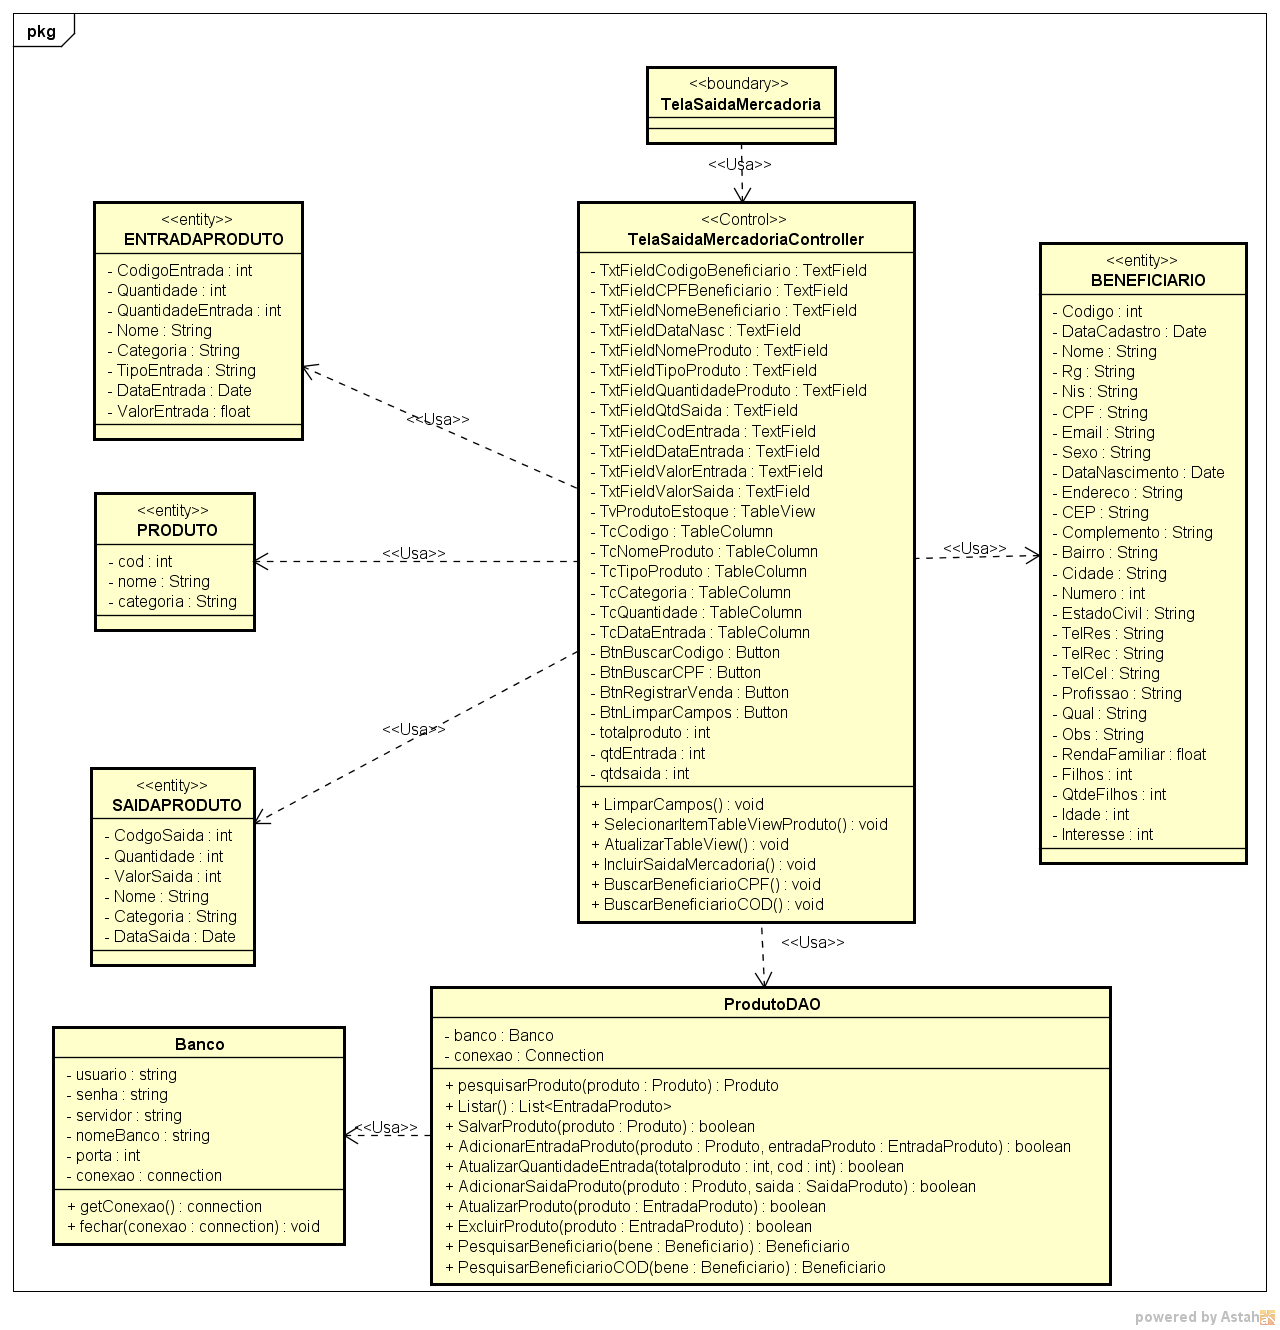 pkg
<<boundary>>
TelaSaidaMercadoria
<<Usa>>
<<entity>>
ENTRADAPRODUTO
- CodigoEntrada : int
- Quantidade : int
- QuantidadeEntrada : int
- Nome : String
- Categoria : String
- TipoEntrada : String
- DataEntrada : Date
- ValorEntrada : float
<<Usa>>
<<entity>>
PRODUTO
- cod : int
- nome : String
- categoria : String
<<Usa>>
<<entity>>
SAIDAPRODUTO
- CodgoSaida : int
- Quantidade : int
- ValorSaida : int
- Nome : String
- Categoria : String
- DataSaida : Date
<<Usa>>
<<Control>>
TelaSaidaMercadoriaController
- TxtFieldCodigoBeneficiario : TextField
- TxtFieldCPFBeneficiario : TextField
- TxtFieldNomeBeneficiario : TextField
- TxtFieldDataNasc : TextField
- TxtFieldNomeProduto : TextField
- TxtFieldTipoProduto : TextField
- TxtFieldQuantidadeProduto : TextField
- TxtFieldQtdSaida : TextField
- TxtFieldCodEntrada : TextField
- TxtFieldDataEntrada : TextField
- TxtFieldValorEntrada : TextField
- TxtFieldValorSaida : TextField
- TvProdutoEstoque : TableView
- TcCodigo : TableColumn
- TcNomeProduto : TableColumn
- TcTipoProduto : TableColumn
- TcCategoria : TableColumn
- TcQuantidade : TableColumn
- TcDataEntrada : TableColumn
- BtnBuscarCodigo : Button
- BtnBuscarCPF : Button
- BtnRegistrarVenda : Button
- BtnLimparCampos : Button
- totalproduto : int
- qtdEntrada : int
- qtdsaida : int
+ LimparCampos() : void
+ SelecionarItemTableViewProduto() : void
+ AtualizarTableView() : void
+ IncluirSaidaMercadoria() : void
+ BuscarBeneficiarioCPF() : void
+ BuscarBeneficiarioCOD() : void
<<Usa>>
<<entity>>
BENEFICIARIO
- Codigo : int
- DataCadastro : Date
- Nome : String
- Rg : String
- Nis : String
- CPF : String
- Email : String
- Sexo : String
- DataNascimento : Date
- Endereco : String
- CEP : String
- Complemento : String
- Bairro : String
- Cidade : String
- Numero : int
- EstadoCivil : String
- TelRes : String
- TelRec : String
- TelCel : String
- Profissao : String
- Qual : String
- Obs : String
- RendaFamiliar : float
- Filhos : int
- QtdeFilhos : int
- Idade : int
- Interesse : int
<<Usa>>
ProdutoDAO
- banco : Banco
- conexao : Connection
+ pesquisarProduto(produto : Produto) : Produto
+ Listar() : List<EntradaProduto>
+ SalvarProduto(produto : Produto) : boolean
+ AdicionarEntradaProduto(produto : Produto, entradaProduto : EntradaProduto) : boolean
+ AtualizarQuantidadeEntrada(totalproduto : int, cod : int) : boolean
+ AdicionarSaidaProduto(produto : Produto, saida : SaidaProduto) : boolean
+ AtualizarProduto(produto : EntradaProduto) : boolean
+ ExcluirProduto(produto : EntradaProduto) : boolean
+ PesquisarBeneficiario(bene : Beneficiario) : Beneficiario
+ PesquisarBeneficiarioCOD(bene : Beneficiario) : Beneficiario
<<Usa>>
Banco
- usuario : string
- senha : string
- servidor : string
- nomeBanco : string
- porta : int
- conexao : connection
+ getConexao() : connection
+ fechar(conexao : connection) : void
powered by Astah